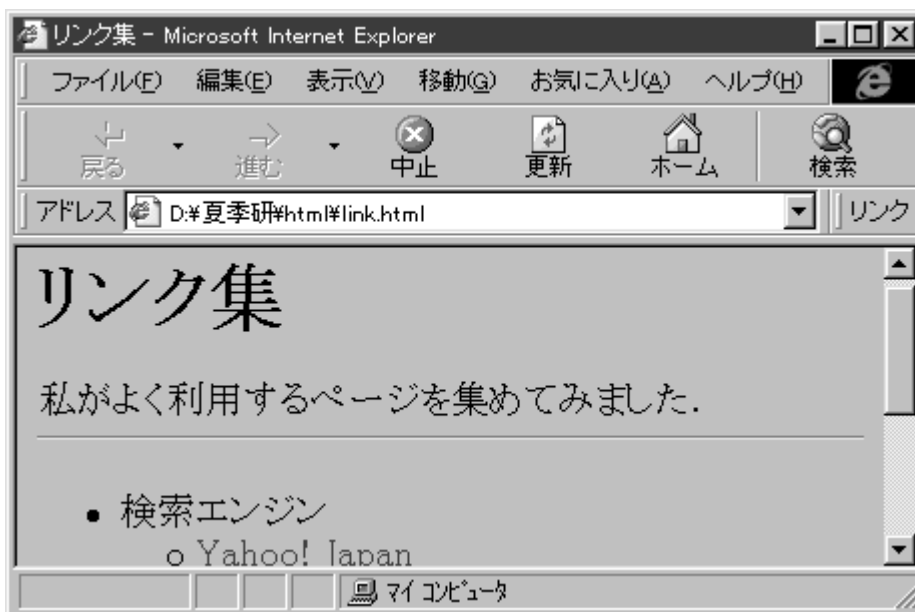 リンク集 - Microsoft Internet Explorer
ファイル(F) 編集(E) 表示(V) 移動(G) お気に入り(A) ヘルプ(H)
戻る 進む 中止 更新 ホーム 検索
アドレス D:¥夏季研¥html¥link.html リンク
リンク集
私がよく利用するページを集めてみました.
• 検索エンジン
o Yahoo! Japan
マイ コンピュータ